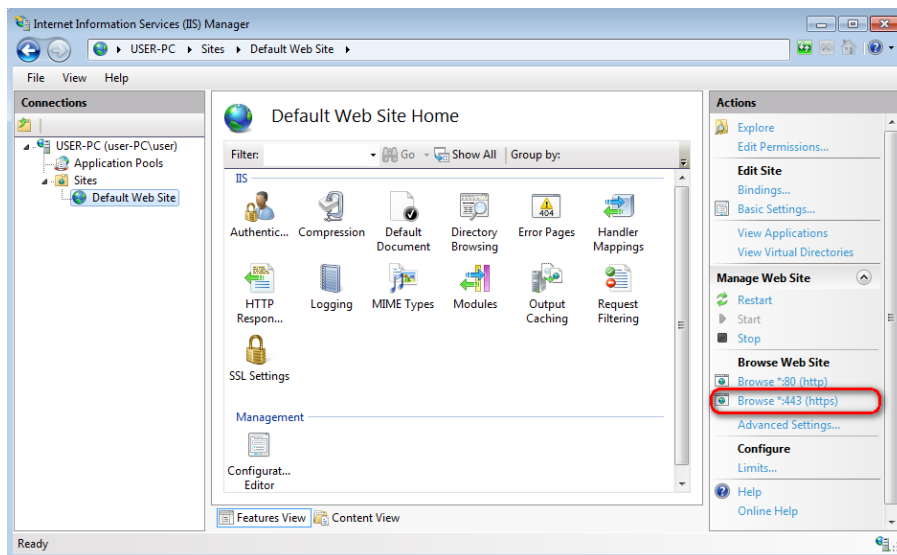 Internet Information Services (IIS) Manager
USER-PC Sites Default Web Site
File View Help
Connections
USER-PC (user-PC\user)
Application Pools
Sites
Default Web Site
Default Web Site Home
Filter: Go Show All Group by:
IIS
Authentic... Compression Default Document Directory Browsing Error Pages Handler Mappings
404
HTTP Respon... Logging MIME Types Modules Output Caching Request Filtering
SSL Settings
Management
Configurat... Editor
Features View Content View
Actions
Explore
Edit Permissions...
Edit Site
Bindings...
Basic Settings...
View Applications
View Virtual Directories
Manage Web Site
Restart
Start
Stop
Browse Web Site
Browse *:80 (http)
Browse *:443 (https)
Advanced Settings...
Configure
Limits...
Help
Online Help
Ready